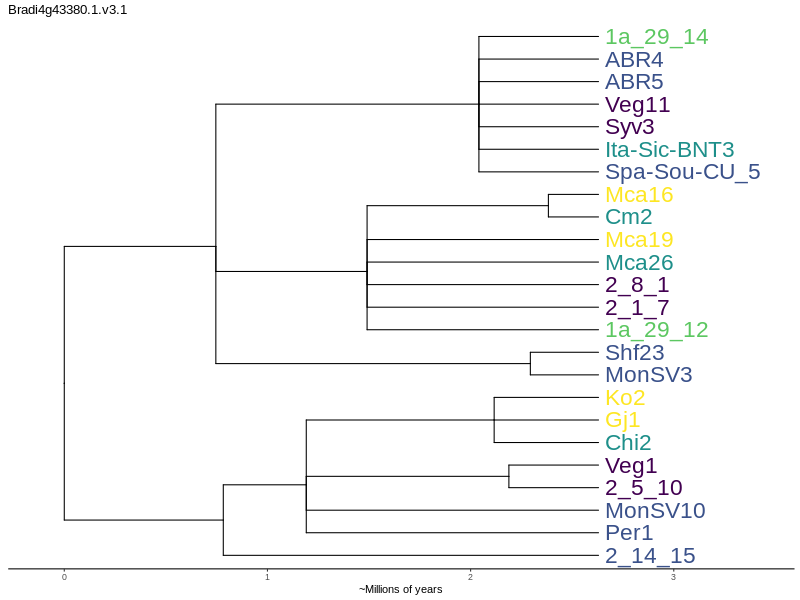 Bradi4g43380.1.v3.1
1a_29_14
ABR4
ABR5
Veg11
Syv3
Ita-Sic-BNT3
Spa-Sou-CU_5
Mca16
Cm2
Mca19
Mca26
2_8_1
2_1_7
1a_29_12
Shf23
MonSV3
Ko2
Gj1
Chi2
Veg1
2_5_10
MonSV10
Per1
2_14_15
0 1 2 3
~Millions of years